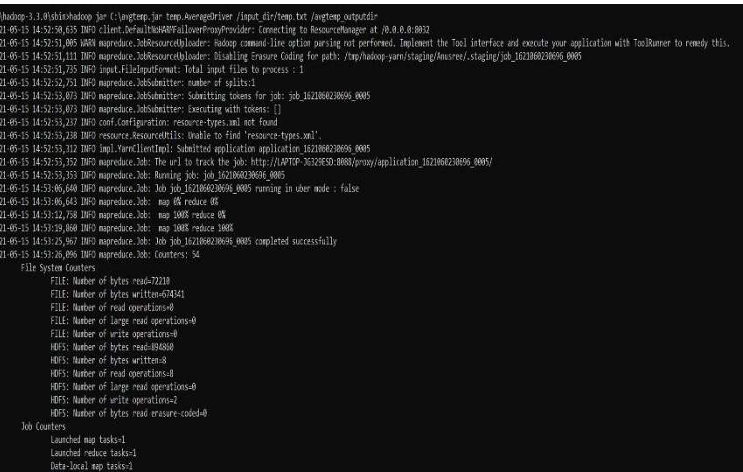 \hadoop-3.3.0\sbin>hadoop jar C:\avgtemp.jar temp.AverageDriver /input_dir/temp.txt /avgtemp_outputdir
21-05-15 14:52:50,635 INFO client.DefaultNoHARMFailoverProxyProvider: Connecting to ResourceManager at /0.0.0.0:8032
21-05-15 14:52:51,005 WARN mapreduce.JobResourceUploader: Hadoop command-line option parsing not performed. Implement the Tool interface and execute your application with ToolRunner to remedy this.
21-05-15 14:52:51,111 INFO mapreduce.JobResourceUploader: Disabling Erasure Coding for path: /tmp/hadoop-yarn/staging/Anusree/.staging/job_1621060230696_0005
21-05-15 14:52:51,735 INFO input.FileInputFormat: Total input files to process : 1
21-05-15 14:52:52,751 INFO mapreduce.JobSubmitter: number of splits:1
21-05-15 14:52:53,073 INFO mapreduce.JobSubmitter: Submitting tokens for job: job_1621060230696_0005
21-05-15 14:52:53,073 INFO mapreduce.JobSubmitter: Executing with tokens: []
21-05-15 14:52:53,237 INFO conf.Configuration: resource-types.xml not found
21-05-15 14:52:53,238 INFO resource.ResourceUtils: Unable to find 'resource-types.xml'.
21-05-15 14:52:53,312 INFO impl.YarnClientImpl: Submitted application application_1621060230696_0005
21-05-15 14:52:53,352 INFO mapreduce.Job: The url to track the job: http://LAPTOP-JG329ESD:8088/proxy/application_1621060230696_0005/
21-05-15 14:52:53,353 INFO mapreduce.Job: Running job: job_1621060230696_0005
21-05-15 14:53:06,640 INFO mapreduce.Job: Job job_1621060230696_0005 running in uber mode : false
21-05-15 14:53:06,643 INFO mapreduce.Job:  map 0% reduce 0%
21-05-15 14:53:12,758 INFO mapreduce.Job:  map 100% reduce 0%
21-05-15 14:53:19,860 INFO mapreduce.Job:  map 100% reduce 100%
21-05-15 14:53:25,967 INFO mapreduce.Job: Job job_1621060230696_0005 completed successfully
21-05-15 14:53:26,096 INFO mapreduce.Job: Counters: 54
File System Counters
FILE: Number of bytes read=72210
FILE: Number of bytes written=674341
FILE: Number of read operations=0
FILE: Number of large read operations=0
FILE: Number of write operations=0
HDFS: Number of bytes read=894860
HDFS: Number of bytes written=8
HDFS: Number of read operations=8
HDFS: Number of large read operations=0
HDFS: Number of write operations=2
HDFS: Number of bytes read erasure-coded=0
Job Counters
Launched map tasks=1
Launched reduce tasks=1
Data-local map tasks=1